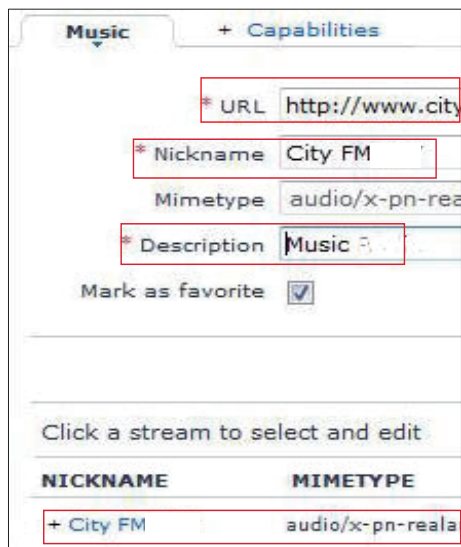 Music + Capabilities
* URL http://www.city
* Nickname City FM
Mimetype audio/x-pn-rea
* Description Music
Mark as favorite
Click a stream to select and edit
NICKNAME MIMETYPE
+ City FM audio/x-pn-reala